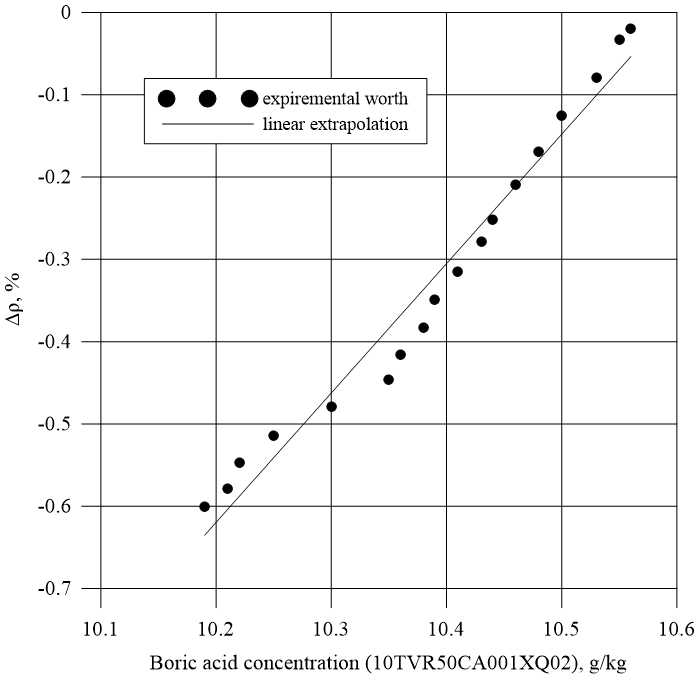 0
-0.1
-0.2
-0.3
-0.4
-0.5
-0.6
-0.7
expiremental worth
linear extrapolation
Δρ, %
10.1 10.2 10.3 10.4 10.5 10.6
Boric acid concentration (10TVR50CA001XQ02), g/kg